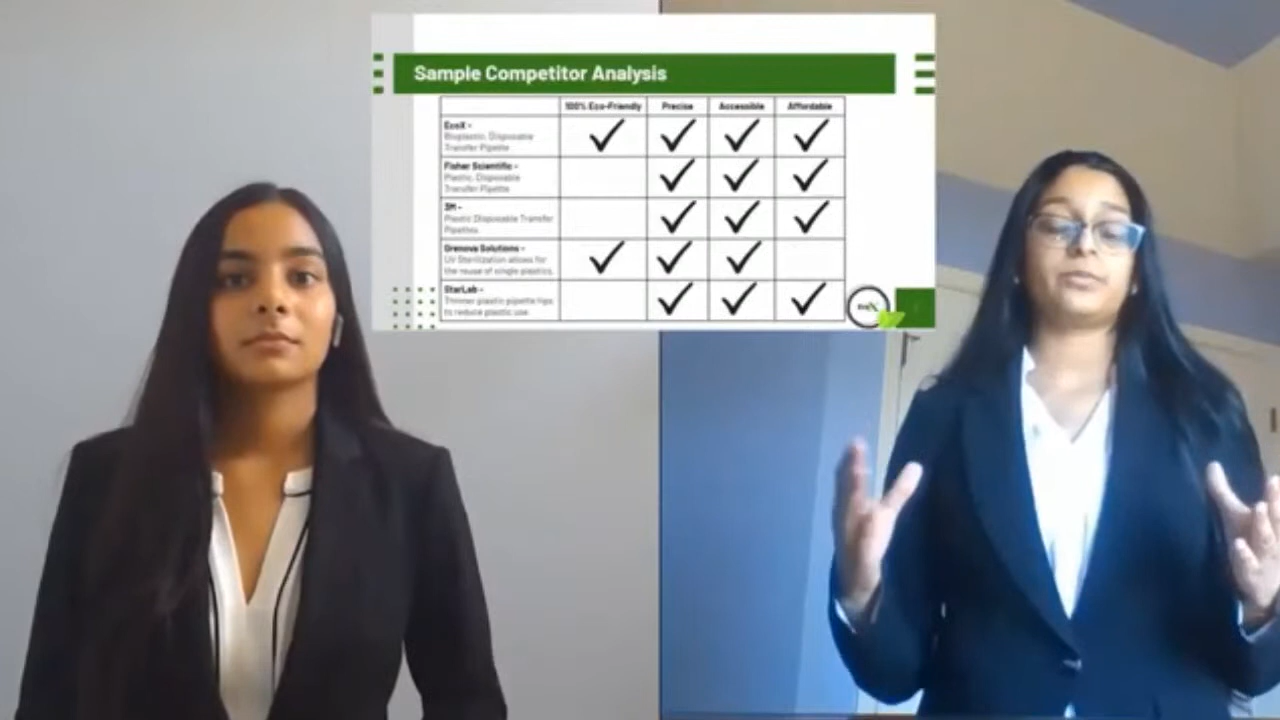 Sample Competitor Analysis
100% Eco-Friendly Precise Accessible Affordable
EcoX -
Bioplastic, Disposable
Transfer Pipette
Fisher Scientific -
Plastic, Disposable
Transfer Pipette
3M -
Plastic Disposable Transfer
Pipettes
Grenova Solutions -
UV Sterilization allows for
the reuse of single plastics.
StarLab -
Thinner plastic pipette tips
to reduce plastic use